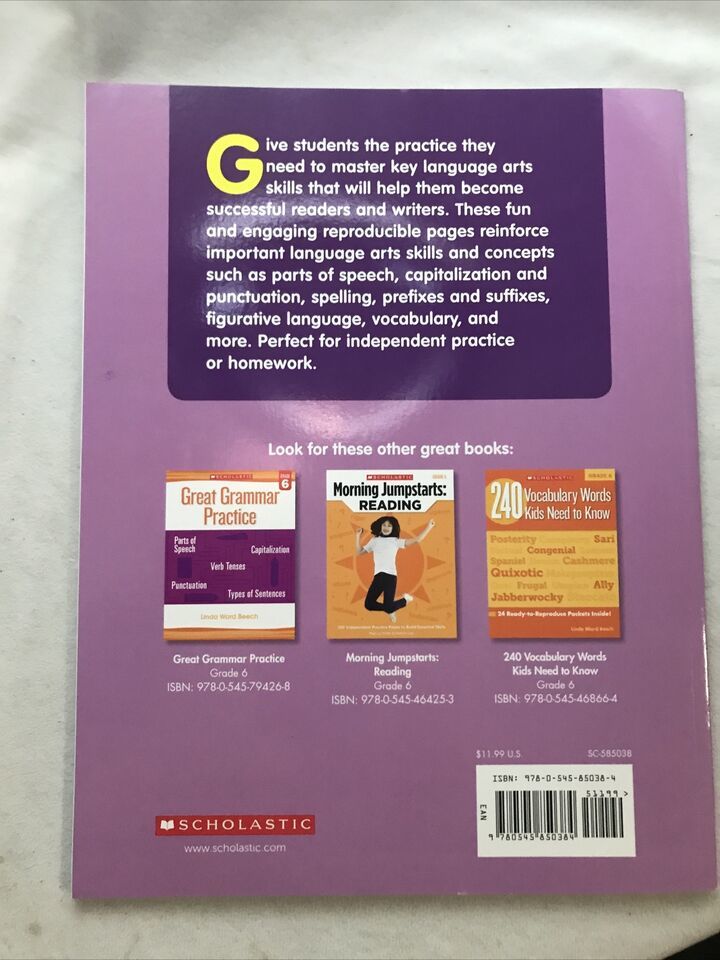 Give students the practice they
need to master key language arts
skills that will help them become
successful readers and writers. These fun
and engaging reproducible pages reinforce
important language arts skills and concepts
such as parts of speech, capitalization and
punctuation, spelling, prefixes and suffixes,
figurative language, vocabulary, and
more. Perfect for independent practice
or homework.
Look for these other great books:
SCHOLASTIC
GRADE 6
Great Grammar
Practice
Parts of
Speech
Capitalization
Verb Tenses
Punctuation
Types of Sentences
Linda Ward Beech
Great Grammar Practice
Grade 6
ISBN: 978-0-545-79426-8
SCHOLASTIC
Morning Jumpstarts:
READING
Morning Jumpstarts:
Reading
Grade 6
ISBN: 978-0-545-46425-3
SCHOLASTIC
GRADE 6
240 Vocabulary Words
Kids Need to Know
Posterity Sari
Congenial
Spaniel Cashmere
Quixotic
Frugal Ally
Jabberwocky
24 Ready-to-Reproduce Packets Inside!
Linda Ward Beech
240 Vocabulary Words
Kids Need to Know
Grade 6
ISBN: 978-0-545-46866-4
$11.99 U.S. SC-585038
ISBN: 978-0-545-85038-4
51199 >
EAN
9 780545 850384
SCHOLASTIC
www.scholastic.com